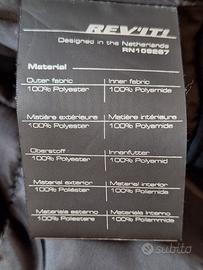 REV'IT!
Designed in the Netherlands
RN109267
Material
Outer fabric Inner fabric
100% Polyester 100% Polyamide
Matière extérieure Matière intérieure
100% Polyester 100% Polyamide
Oberstoff Innenfutter
100% Polyester 100% Polyamid
Material exterior Material interior
100% Poliéster 100% Poliamida
Materiale esterno Materiale interno
100% Poliestere 100% Poliammide
subito